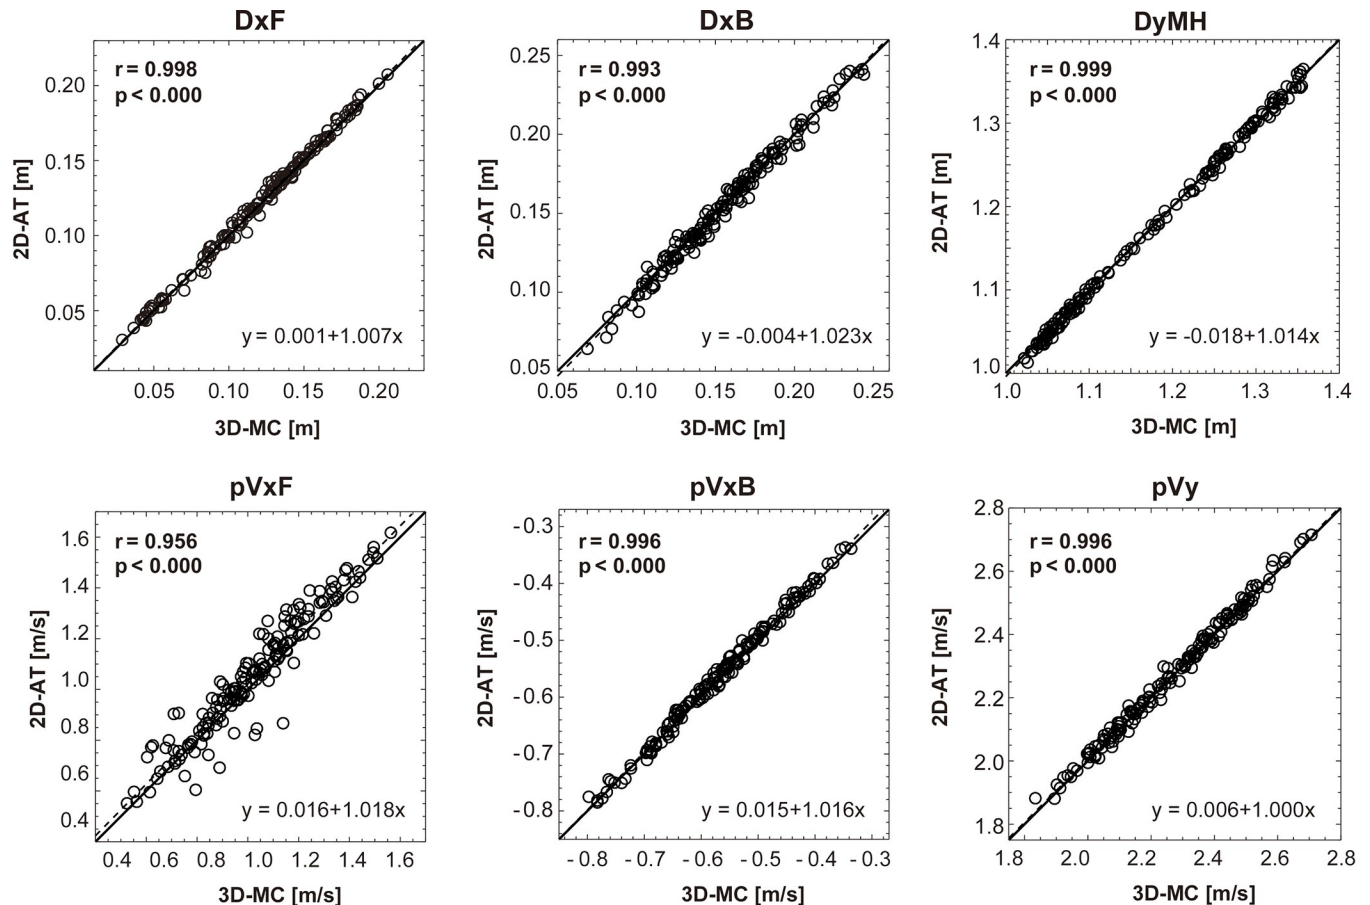 DxF
r = 0.998
p < 0.000
0.20
0.15
0.10
0.05
2D-AT [m]
y = 0.001+1.007x
0.05 0.10 0.15 0.20
3D-MC [m]
DxB
r = 0.993
p < 0.000
0.25
0.20
0.15
0.10
0.05
2D-AT [m]
y = -0.004+1.023x
0.05 0.10 0.15 0.20 0.25
3D-MC [m]
DyMH
r = 0.999
p < 0.000
1.4
1.3
1.2
1.1
1.0
2D-AT [m]
y = -0.018+1.014x
1.0 1.1 1.2 1.3 1.4
3D-MC [m]
pVxF
r = 0.956
p < 0.000
1.6
1.4
1.2
1.0
0.8
0.6
0.4
2D-AT [m/s]
y = 0.016+1.018x
0.4 0.6 0.8 1.0 1.2 1.4 1.6
3D-MC [m/s]
pVxB
r = 0.996
p < 0.000
-0.3
-0.4
-0.5
-0.6
-0.7
-0.8
2D-AT [m/s]
y = 0.015+1.016x
-0.8 -0.7 -0.6 -0.5 -0.4 -0.3
3D-MC [m/s]
pVy
r = 0.996
p < 0.000
2.8
2.6
2.4
2.2
2.0
1.8
2D-AT [m/s]
y = 0.006+1.000x
1.8 2.0 2.2 2.4 2.6 2.8
3D-MC [m/s]